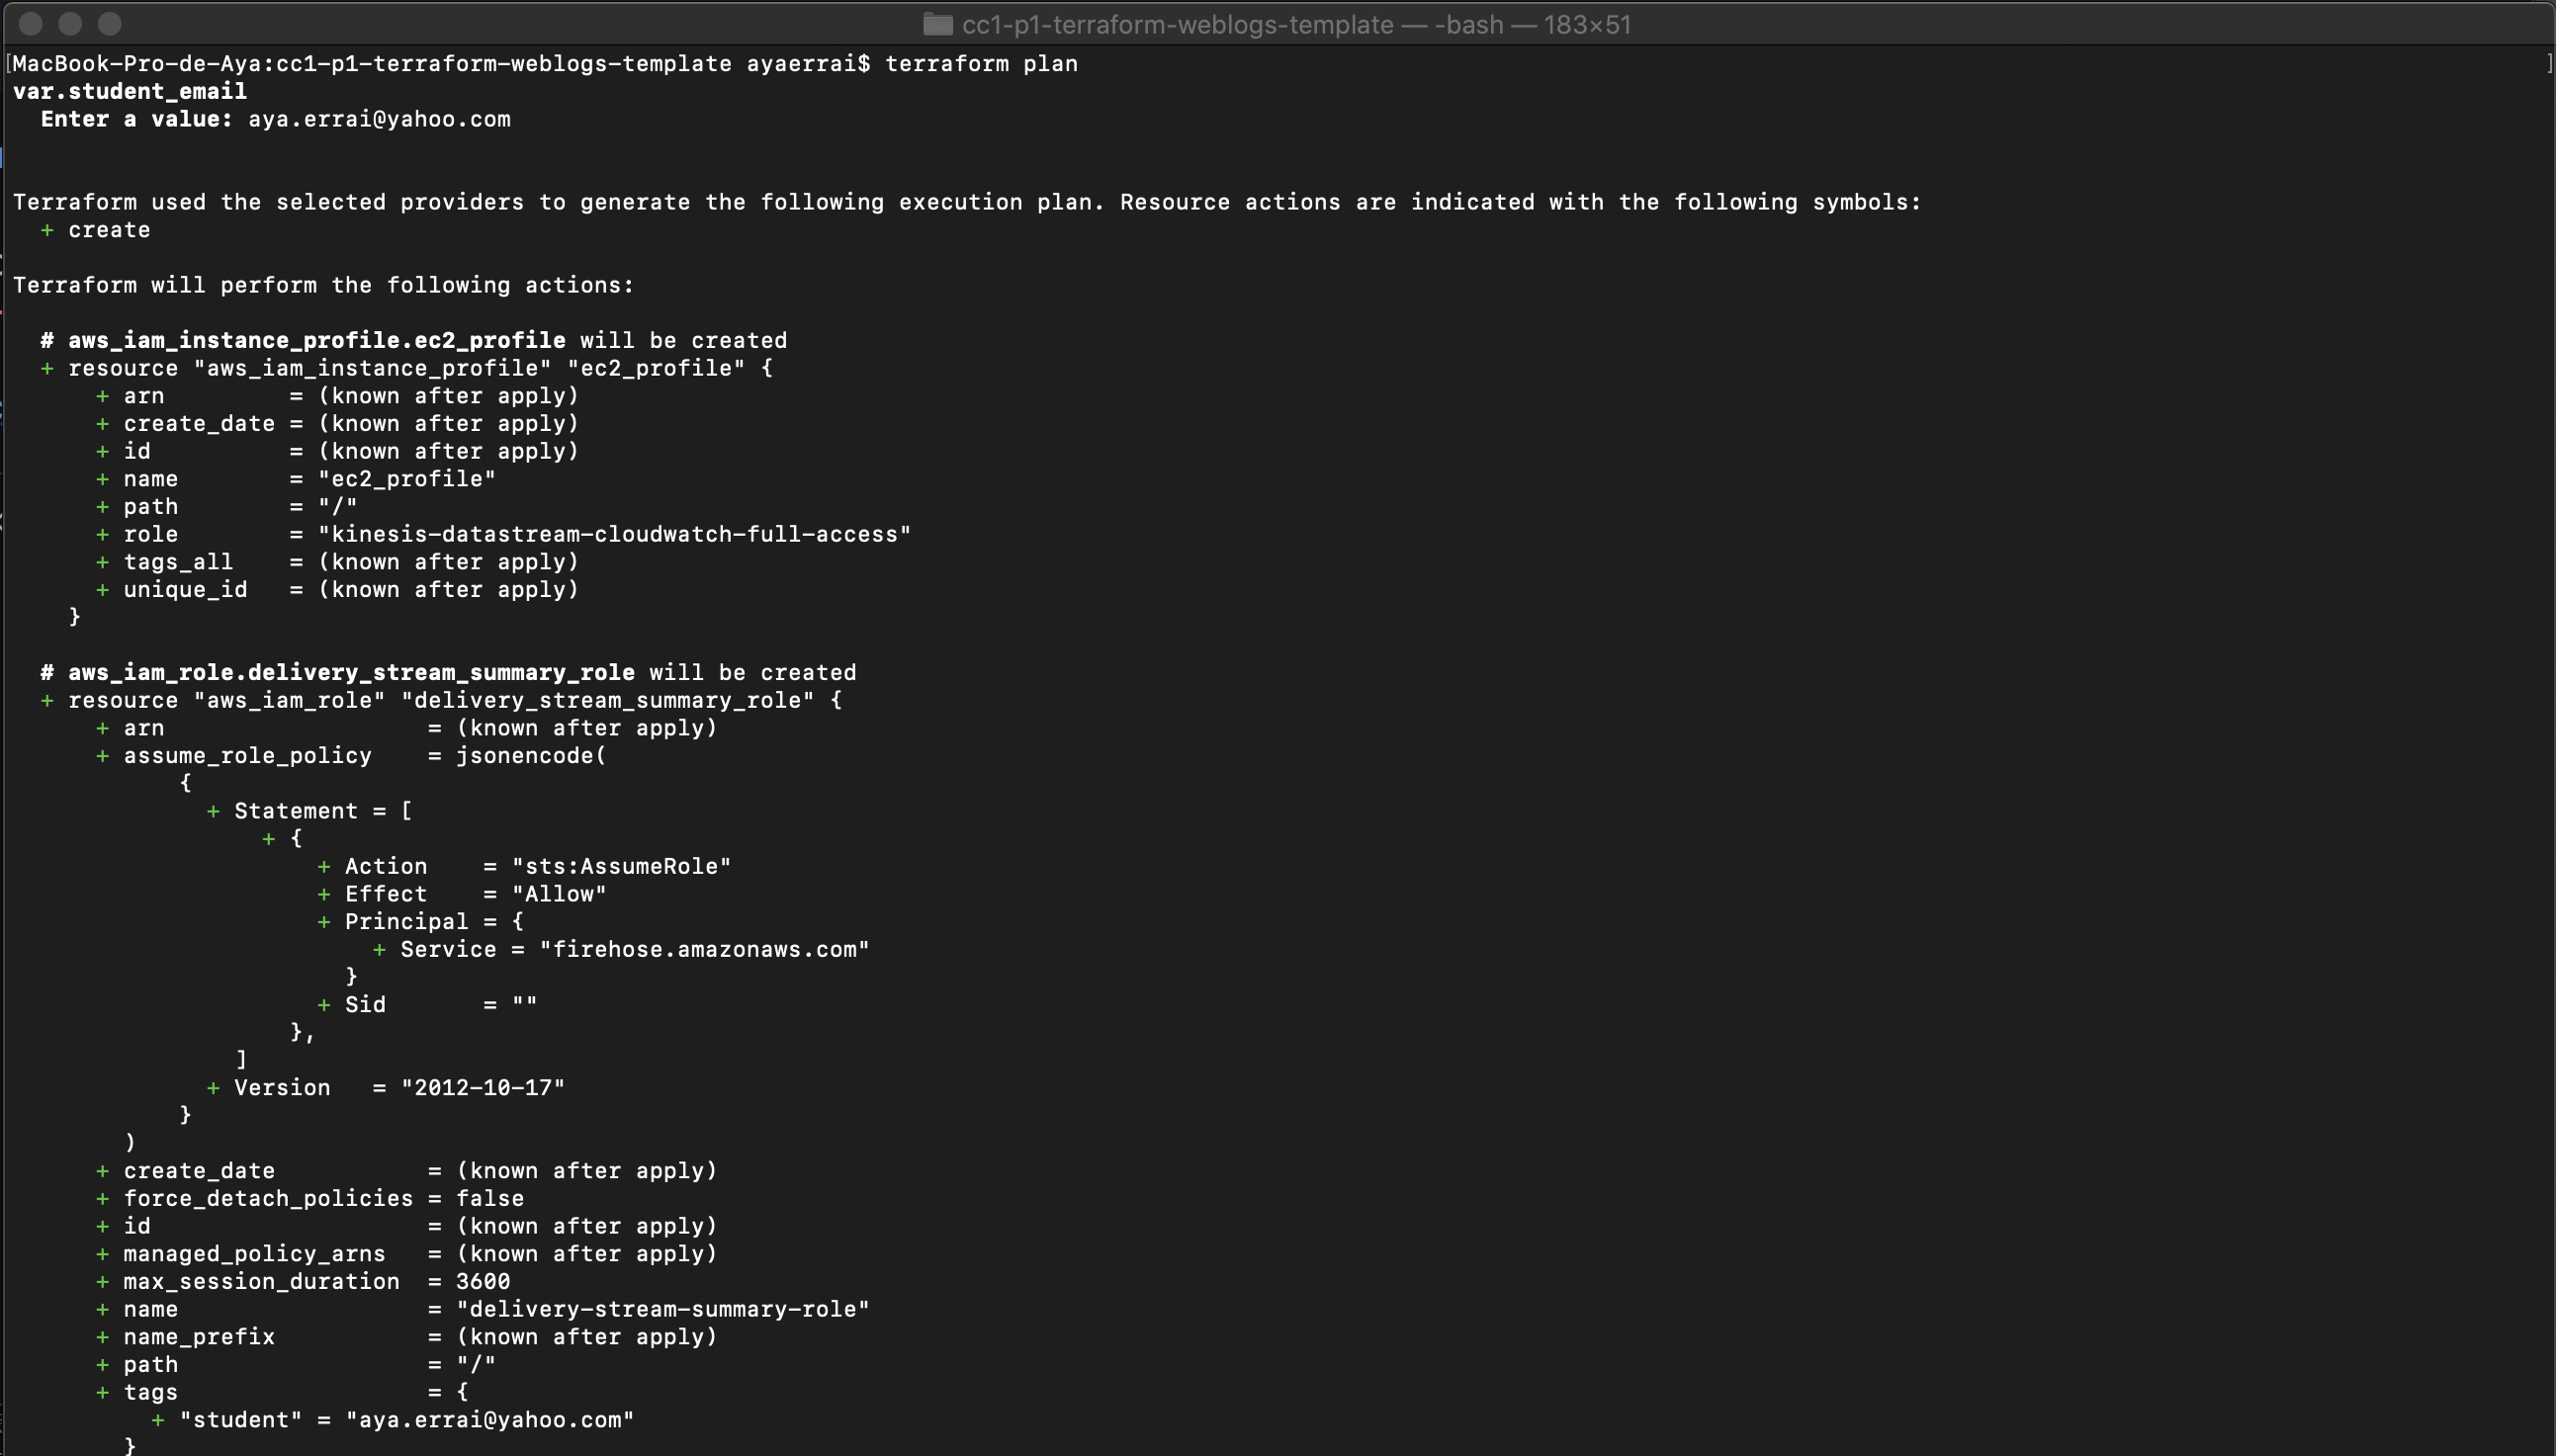 cc1-p1-terraform-weblogs-template — -bash — 183×51
[MacBook-Pro-de-Aya:cc1-p1-terraform-weblogs-template ayaerrai$ terraform plan ]
var.student_email
  Enter a value: aya.errai@yahoo.com
Terraform used the selected providers to generate the following execution plan. Resource actions are indicated with the following symbols:
  + create
Terraform will perform the following actions:
  # aws_iam_instance_profile.ec2_profile will be created
  + resource "aws_iam_instance_profile" "ec2_profile" {
      + arn         = (known after apply)
      + create_date = (known after apply)
      + id          = (known after apply)
      + name        = "ec2_profile"
      + path        = "/"
      + role        = "kinesis-datastream-cloudwatch-full-access"
      + tags_all    = (known after apply)
      + unique_id   = (known after apply)
    }
  # aws_iam_role.delivery_stream_summary_role will be created
  + resource "aws_iam_role" "delivery_stream_summary_role" {
      + arn                   = (known after apply)
      + assume_role_policy    = jsonencode(
            {
              + Statement = [
                  + {
                      + Action    = "sts:AssumeRole"
                      + Effect    = "Allow"
                      + Principal = {
                          + Service = "firehose.amazonaws.com"
                        }
                      + Sid       = ""
                    },
                ]
              + Version   = "2012-10-17"
            }
        )
      + create_date           = (known after apply)
      + force_detach_policies = false
      + id                    = (known after apply)
      + managed_policy_arns   = (known after apply)
      + max_session_duration  = 3600
      + name                  = "delivery-stream-summary-role"
      + name_prefix           = (known after apply)
      + path                  = "/"
      + tags                  = {
          + "student" = "aya.errai@yahoo.com"
        }